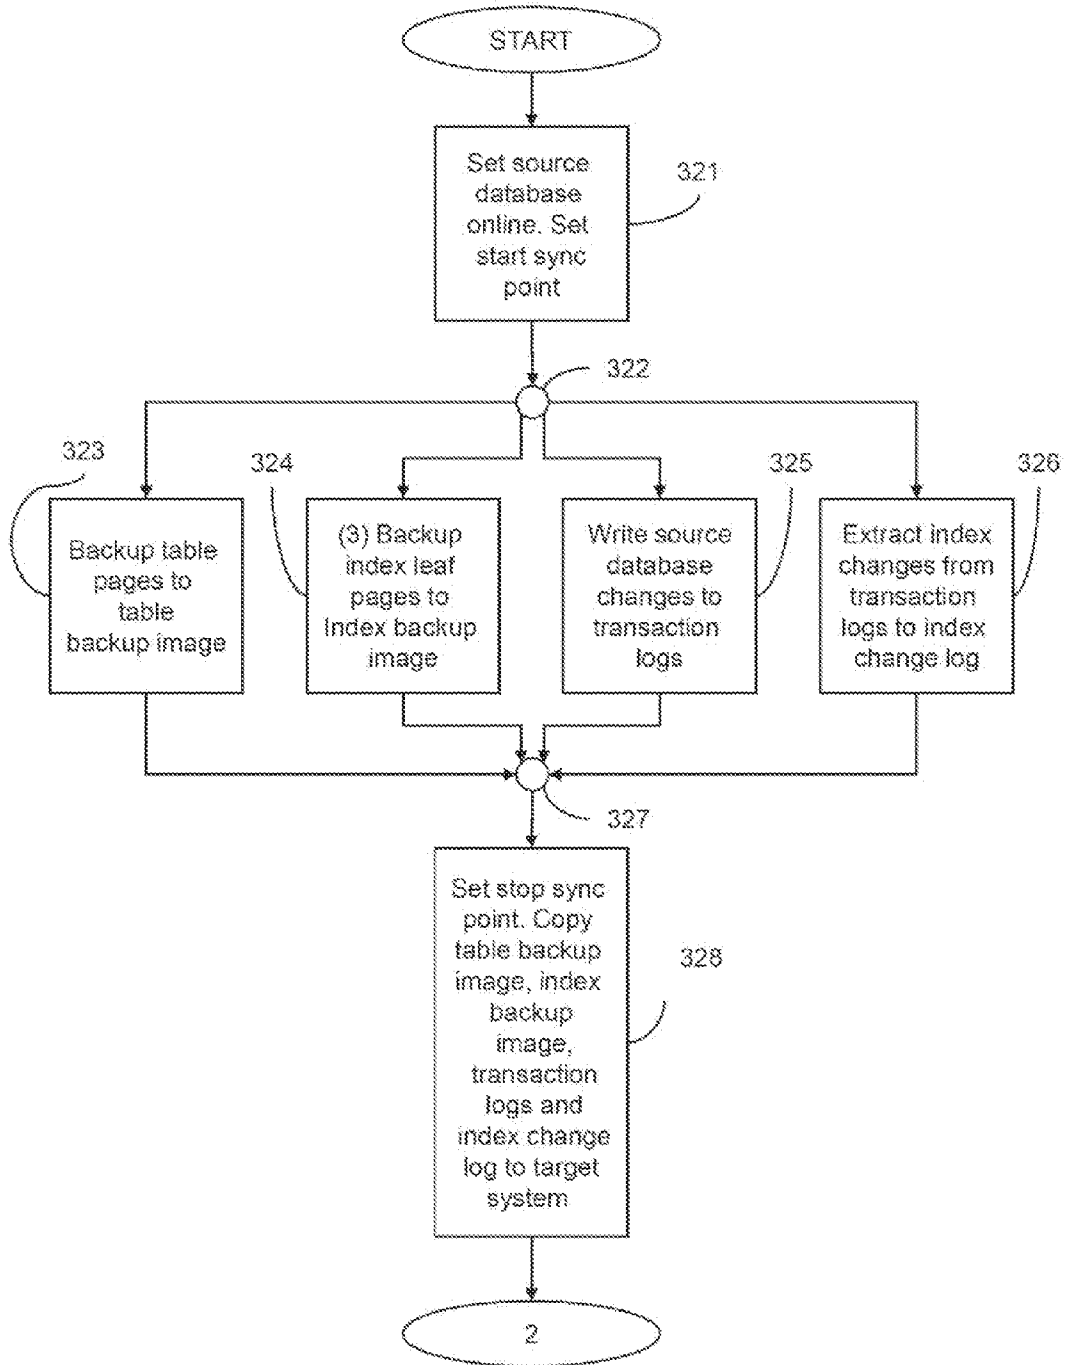 START
Set source
database
online. Set
start sync
point
321
322
323
324
325
326
Backup table
pages to
table
backup image
(3) Backup
index leaf
pages to
Index backup
image
Write source
database
changes to
transaction
logs
Extract index
changes from
transaction
logs to index
change log
327
Set stop sync
point. Copy
table backup
image, index
backup
image,
transaction
logs and
index change
log to target
system
328
2